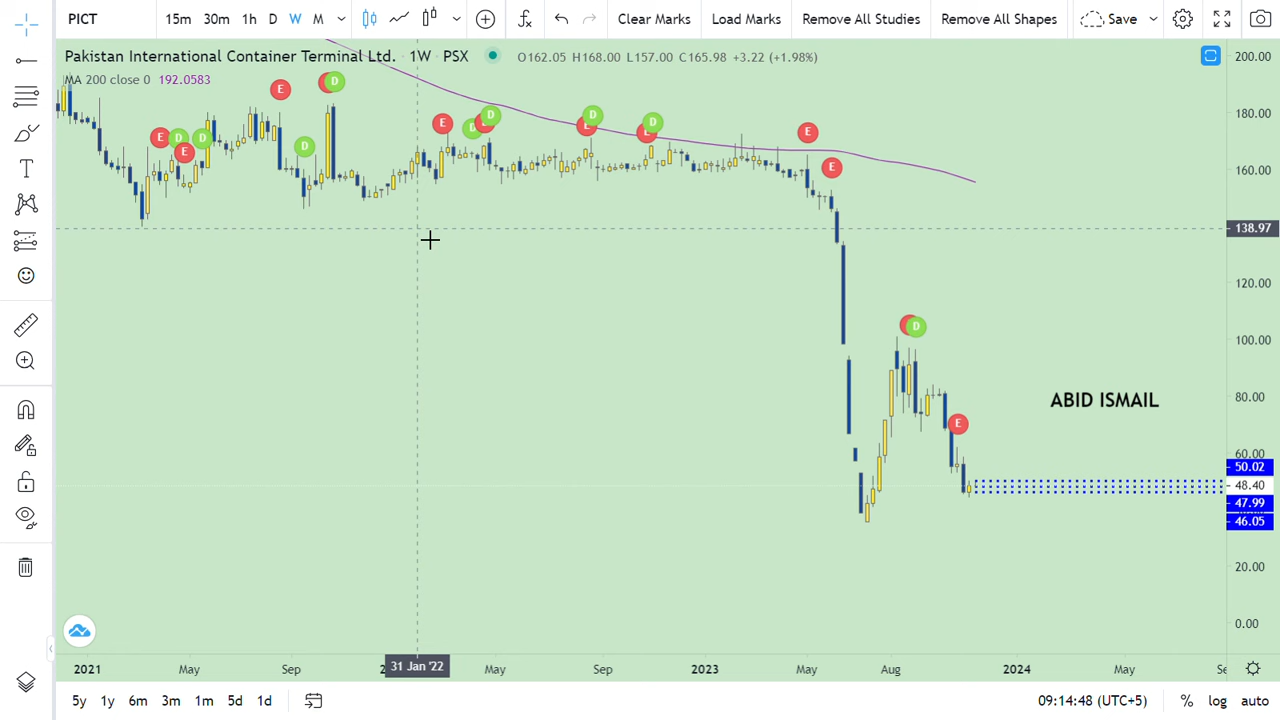 PICT 15m 30m 1h D W M Clear Marks Load Marks Remove All Studies Remove All Shapes Save
Pakistan International Container Terminal Ltd. · 1W · PSX O162.05 H168.00 L157.00 C165.98 +3.22 (+1.98%)
MA 200 close 0 192.0583
200.00
180.00
160.00
138.97
120.00
100.00
80.00
60.00
50.02
48.40
47.99
46.05
20.00
0.00
E D E D E D D E D E D E D E D E E D E
ABID ISMAIL
2021 May Sep 31 Jan '22 May Sep 2023 May Aug 2024 May
5y 1y 6m 3m 1m 5d 1d 09:14:48 (UTC+5) % log auto